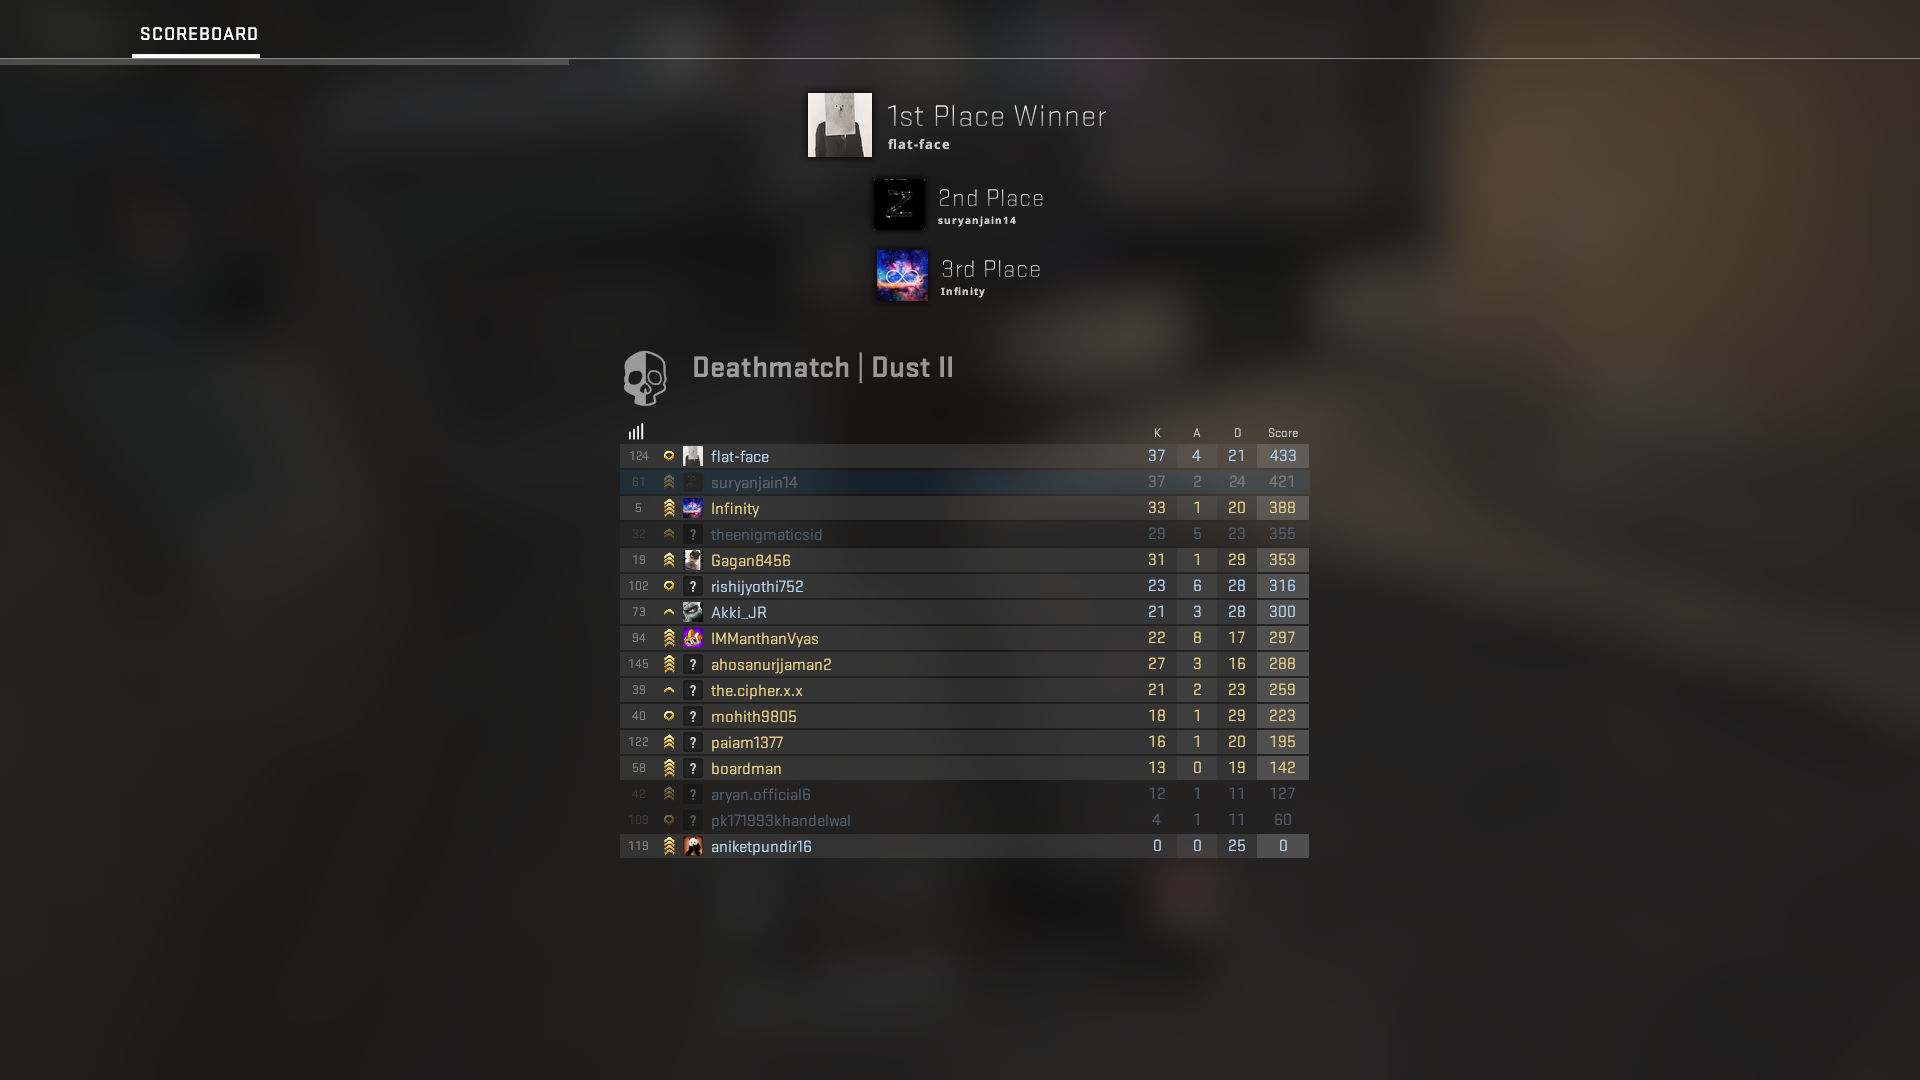 SCOREBOARD
1st Place Winner
flat-face
2nd Place
suryanjain14
3rd Place
Infinity
Deathmatch | Dust II
K A D Score
124 flat-face 37 4 21 433
61 suryanjain14 37 2 24 421
5 Infinity 33 1 20 388
32 ? theenigmaticsid 29 5 23 355
19 Gagan8456 31 1 29 353
102 ? rishijyothi752 23 6 28 316
73 Akki_JR 21 3 28 300
94 IMManthanVyas 22 8 17 297
145 ? ahosanurjjaman2 27 3 16 288
39 ? the.cipher.x.x 21 2 23 259
40 ? mohith9805 18 1 29 223
122 ? paiam1377 16 1 20 195
58 ? boardman 13 0 19 142
42 ? aryan.official6 12 1 11 127
109 ? pk171993khandelwal 4 1 11 60
119 aniketpundir16 0 0 25 0